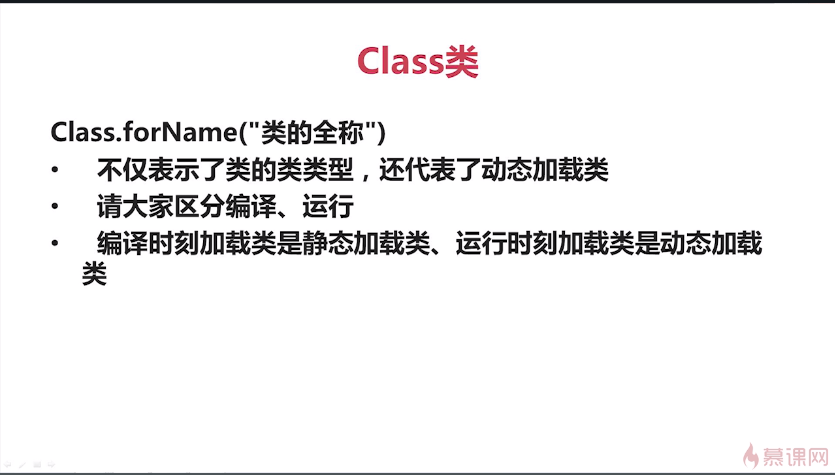 Class类
Class.forName("类的全称")
• 不仅表示了类的类类型，还代表了动态加载类
• 请大家区分编译、运行
• 编译时刻加载类是静态加载类、运行时刻加载类是动态加载
类
慕课网